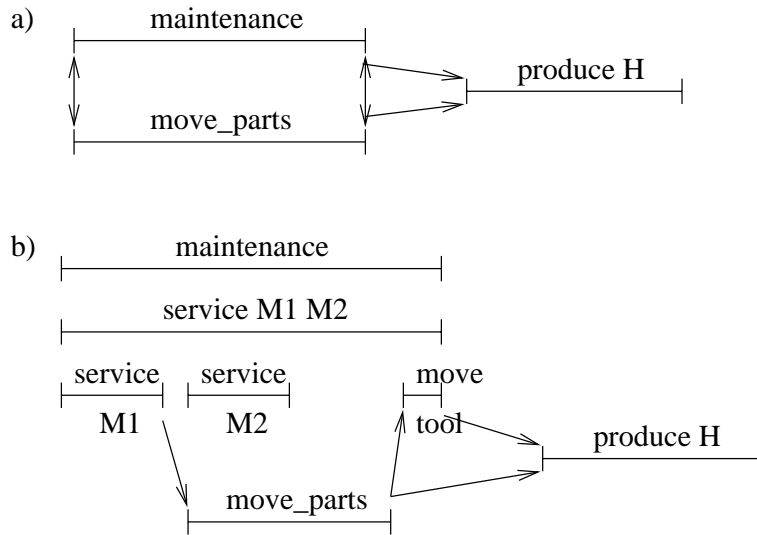 a)
maintenance
produce H
move_parts
b)
maintenance
service M1 M2
service
service
move
M1
M2
tool
produce H
move_parts